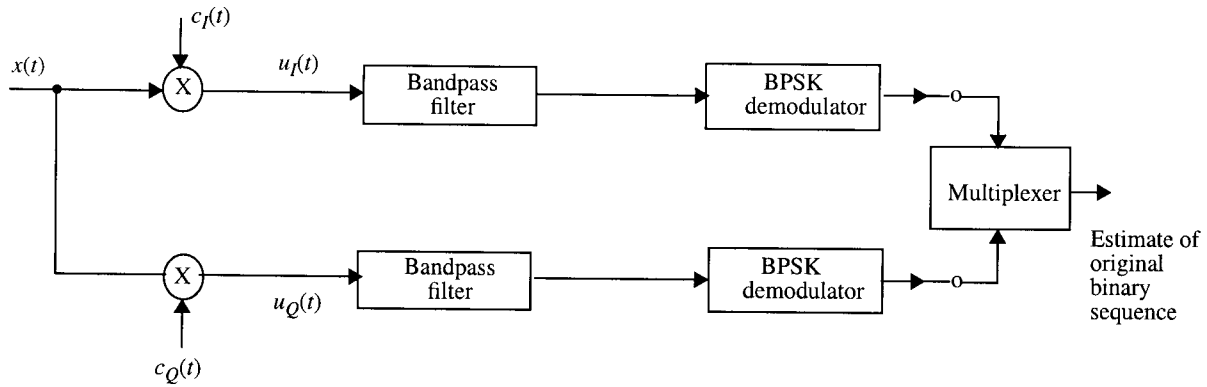 c_I(t)
x(t)
X
u_I(t)
Bandpass
filter
BPSK
demodulator
o
Multiplexer
X
u_Q(t)
c_Q(t)
Bandpass
filter
BPSK
demodulator
o
Estimate of
original
binary
sequence